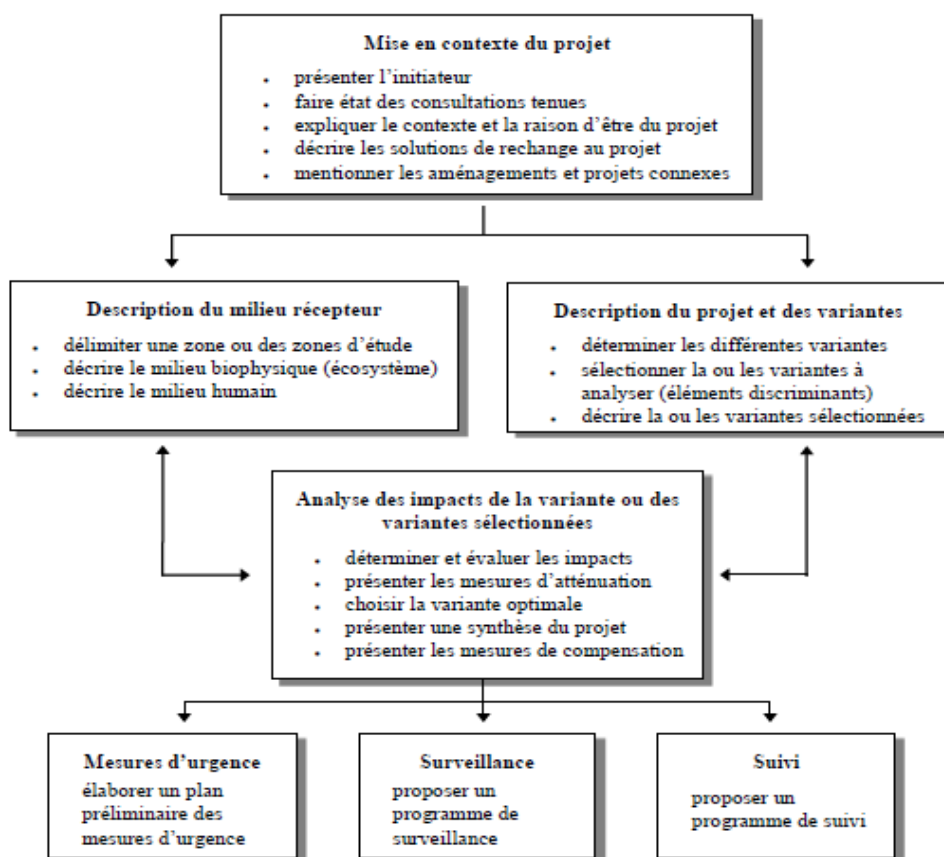 Mise en contexte du projet
• présenter l'initiateur
• faire état des consultations tenues
• expliquer le contexte et la raison d'être du projet
• décrire les solutions de rechange au projet
• mentionner les aménagements et projets connexes
Description du milieu récepteur
• délimiter une zone ou des zones d'étude
• décrire le milieu biophysique (écosystème)
• décrire le milieu humain
Description du projet et des variantes
• déterminer les différentes variantes
• sélectionner la ou les variantes à
analyser (éléments discriminants)
• décrire la ou les variantes sélectionnées
Analyse des impacts de la variante ou des
variantes sélectionnées
• déterminer et évaluer les impacts
• présenter les mesures d'atténuation
• choisir la variante optimale
• présenter une synthèse du projet
• présenter les mesures de compensation
Mesures d'urgence
élaborer un plan
préliminaire des
mesures d'urgence
Surveillance
proposer un
programme de
surveillance
Suivi
proposer un
programme de suivi